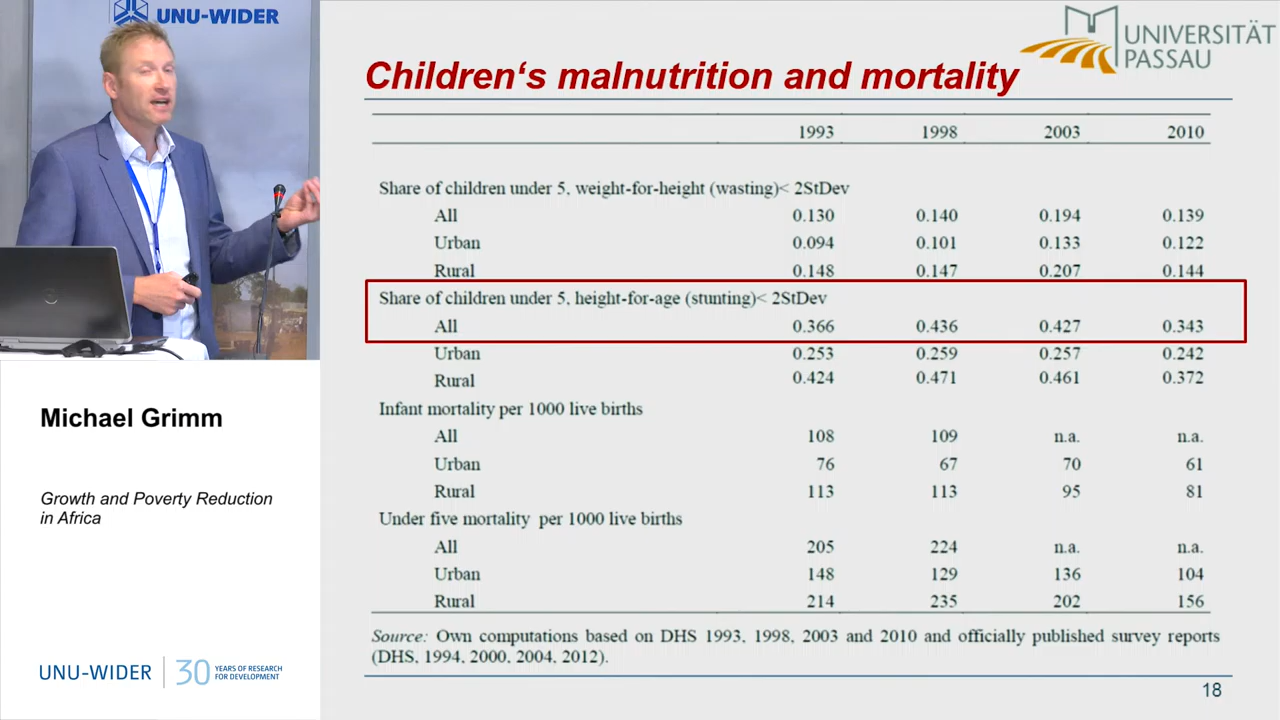 UNU-WIDER
UNIVERSITÄT
PASSAU
Children‘s malnutrition and mortality
1993 1998 2003 2010
Share of children under 5, weight-for-height (wasting)< 2StDev
All 0.130 0.140 0.194 0.139
Urban 0.094 0.101 0.133 0.122
Rural 0.148 0.147 0.207 0.144
Share of children under 5, height-for-age (stunting)< 2StDev
All 0.366 0.436 0.427 0.343
Urban 0.253 0.259 0.257 0.242
Rural 0.424 0.471 0.461 0.372
Infant mortality per 1000 live births
All 108 109 n.a. n.a.
Urban 76 67 70 61
Rural 113 113 95 81
Under five mortality per 1000 live births
All 205 224 n.a. n.a.
Urban 148 129 136 104
Rural 214 235 202 156
Source: Own computations based on DHS 1993, 1998, 2003 and 2010 and officially published survey reports
(DHS, 1994, 2000, 2004, 2012).
18
Michael Grimm
Growth and Poverty Reduction
in Africa
UNU-WIDER
30 YEARS OF RESEARCH
FOR DEVELOPMENT